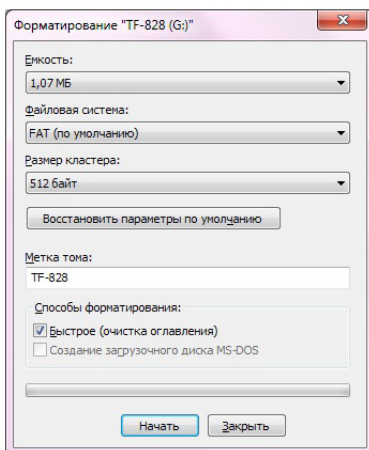 Форматирование "TF-828 (G:)"
Емкость:
1,07 МБ
Файловая система:
FAT (по умолчанию)
Размер кластера:
512 байт
Восстановить параметры по умолчанию
Метка тома:
TF-828
Способы форматирования:
Быстрое (очистка оглавления)
Создание загрузочного диска MS-DOS
Начать Закрыть